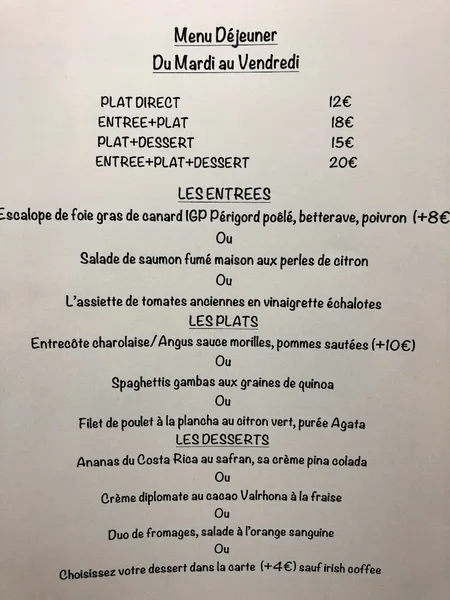 Menu Déjeuner
Du Mardi au Vendredi
PLAT DIRECT 12€
ENTREE+PLAT 18€
PLAT+DESSERT 15€
ENTREE+PLAT+DESSERT 20€
LES ENTREES
Escalope de foie gras de canard IGP Périgord poêlé, betterave, poivron (+8€
Ou
Salade de saumon fumé maison aux perles de citron
Ou
L'assiette de tomates anciennes en vinaigrette échalotes
LES PLATS
Entrecôte charolaise/Angus sauce morilles, pommes sautées (+10€)
Ou
Spaghettis gambas aux graines de quinoa
Ou
Filet de poulet à la plancha au citron vert, purée Agata
LES DESSERTS
Ananas du Costa Rica au safran, sa crème pina colada
Ou
Crème diplomate au cacao Valrhona à la fraise
Ou
Duo de fromages, salade à l'orange sanguine
Ou
Choisissez votre dessert dans la carte (+4€) sauf irish coffee